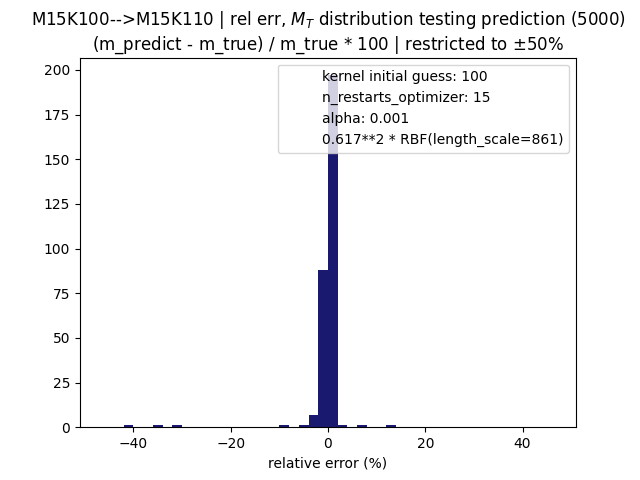 M15K100-->M15K110 | rel err, M_T distribution testing prediction (5000)
(m_predict - m_true) / m_true * 100 | restricted to ±50%
kernel initial guess: 100
n_restarts_optimizer: 15
alpha: 0.001
0.617**2 * RBF(length_scale=861)
200
175
150
125
100
75
50
25
0
−40 −20 0 20 40
relative error (%)